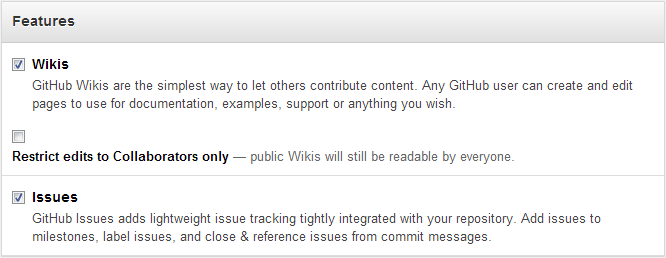 Features
Wikis
GitHub Wikis are the simplest way to let others contribute content. Any GitHub user can create and edit
pages to use for documentation, examples, support or anything you wish.
Restrict edits to Collaborators only — public Wikis will still be readable by everyone.
Issues
GitHub Issues adds lightweight issue tracking tightly integrated with your repository. Add issues to
milestones, label issues, and close & reference issues from commit messages.